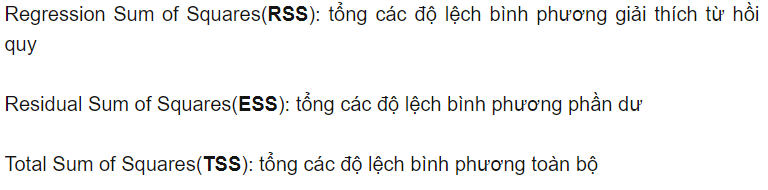 Regression Sum of Squares(RSS): tổng các độ lệch bình phương giải thích từ hồi
quy
Residual Sum of Squares(ESS): tổng các độ lệch bình phương phần dư
Total Sum of Squares(TSS): tổng các độ lệch bình phương toàn bộ